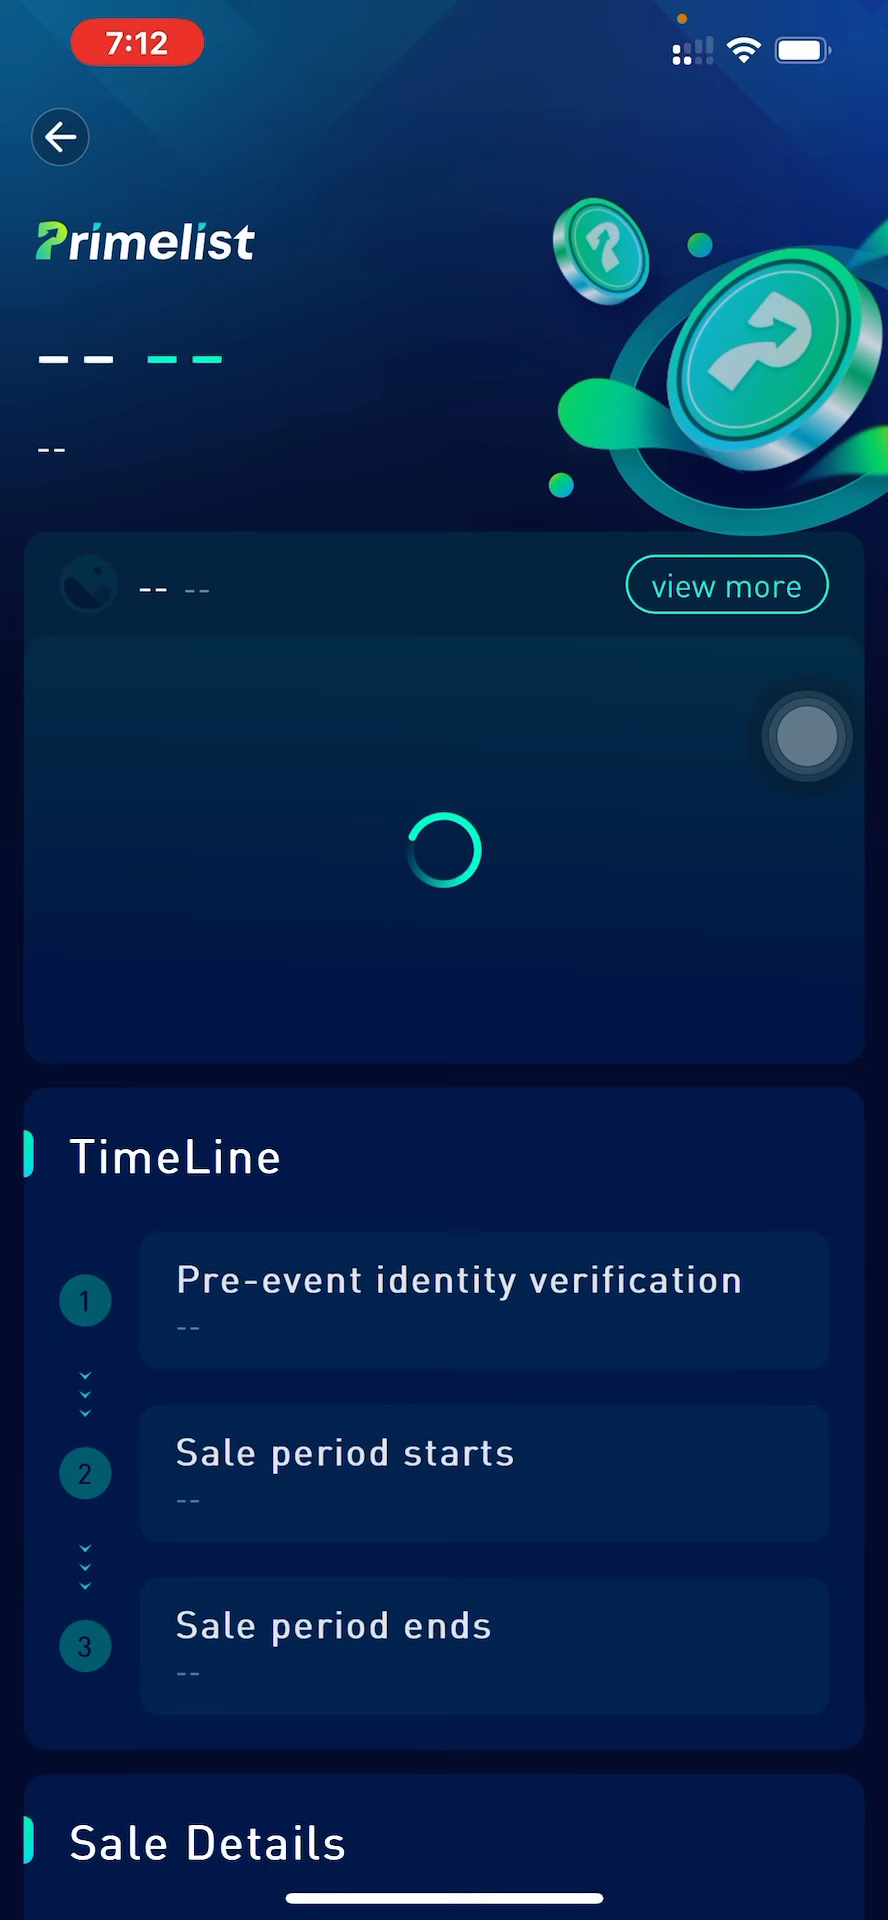 7:12
Primelist
-- --
--
-- -- view more
TimeLine
1 Pre-event identity verification
--
2 Sale period starts
--
3 Sale period ends
--
Sale Details